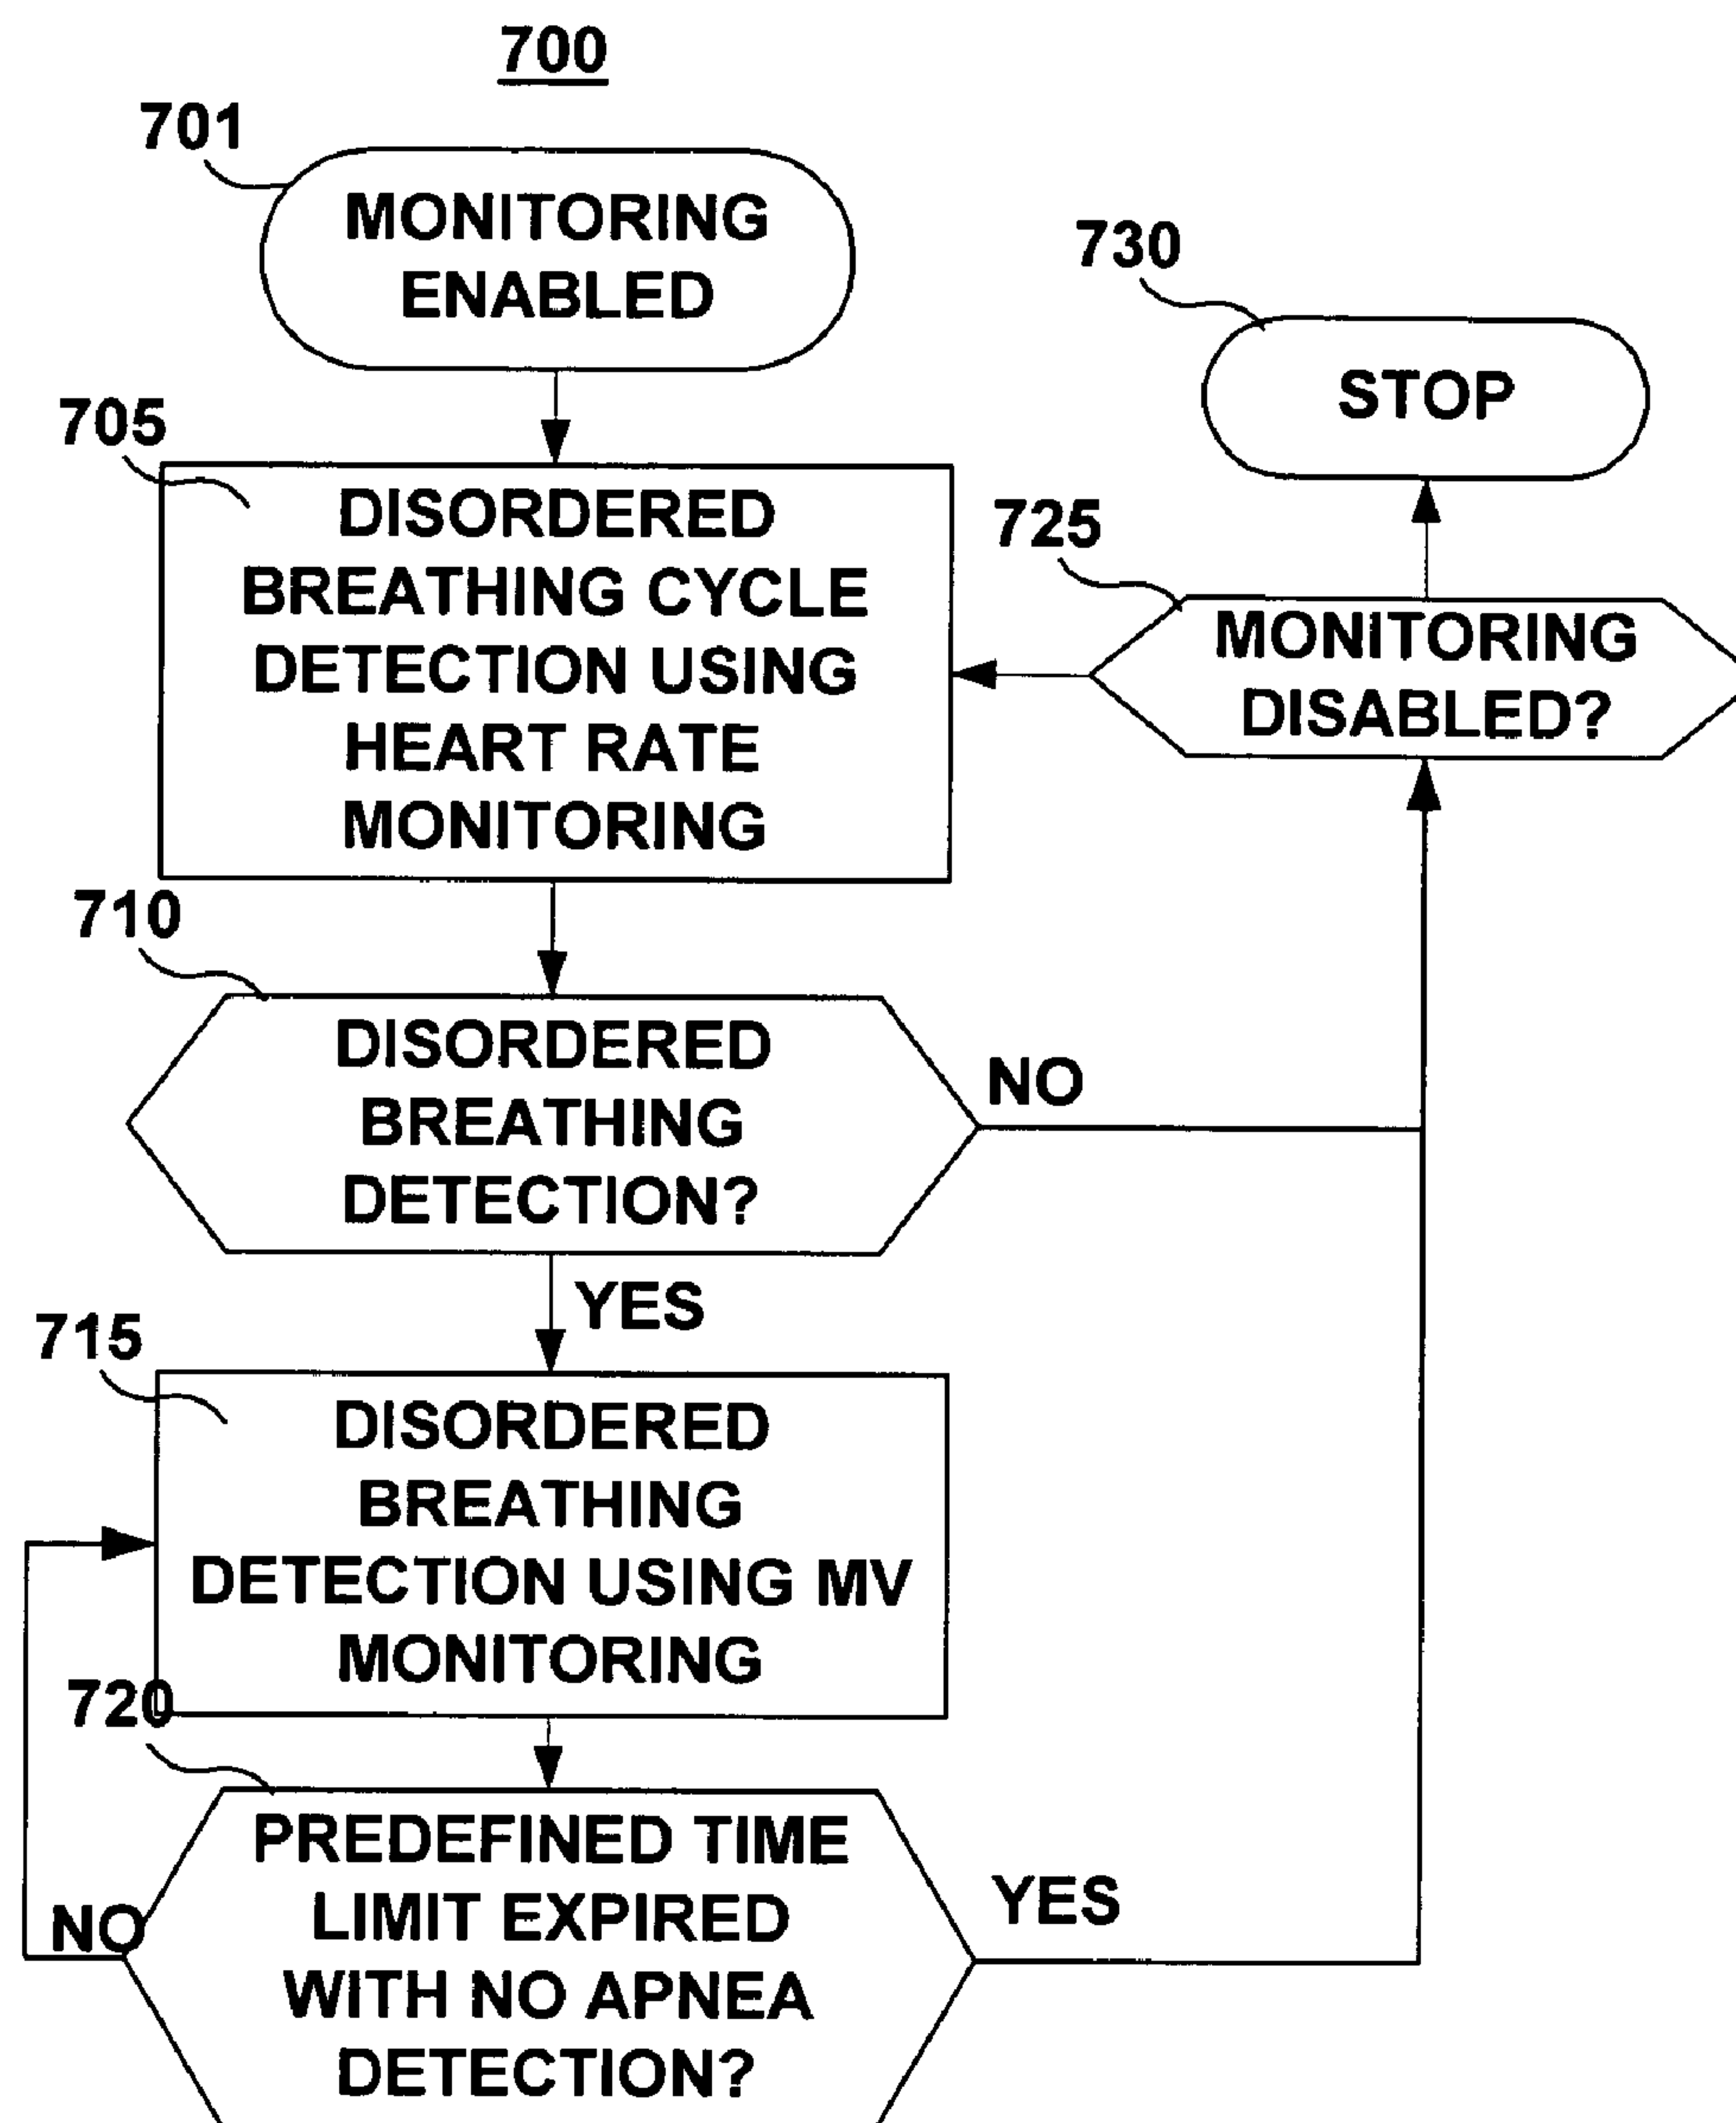 700
701
MONITORING
ENABLED
730
STOP
705
DISORDERED
BREATHING CYCLE
DETECTION USING
HEART RATE
MONITORING
725
MONITORING
DISABLED?
710
DISORDERED
BREATHING
DETECTION?
NO
YES
715
DISORDERED
BREATHING
DETECTION USING MV
MONITORING
720
PREDEFINED TIME
LIMIT EXPIRED
WITH NO APNEA
DETECTION?
NO
YES